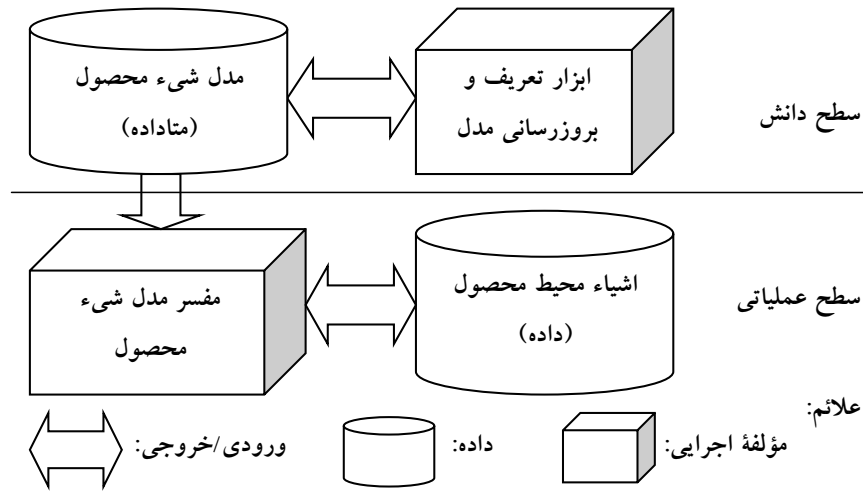 ابزار تعریف و
بروزرسانی مدل
مدل شیء محصول
(متاداده)
سطح دانش
اشیاء محیط محصول
(داده)
مفسر مدل شیء
محصول
سطح عملیاتی
علائم:
مؤلفهٔ اجرایی:
داده:
ورودی/خروجی: